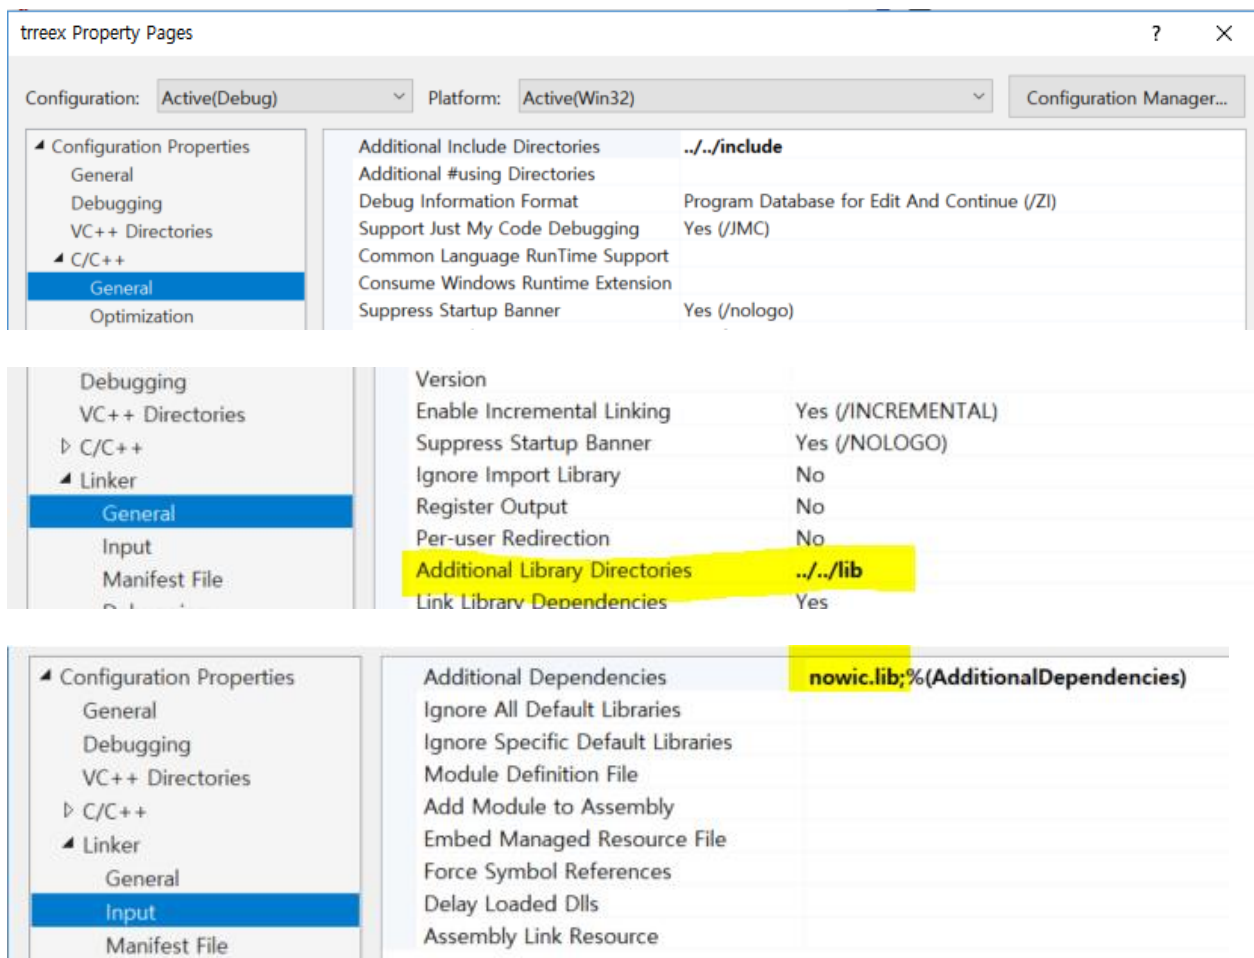 trreex Property Pages ? ×
Configuration: Active(Debug) Platform: Active(Win32) Configuration Manager...
Configuration Properties
General
Debugging
VC++ Directories
C/C++
General
Optimization
Additional Include Directories ../../include
Additional #using Directories
Debug Information Format Program Database for Edit And Continue (/ZI)
Support Just My Code Debugging Yes (/JMC)
Common Language RunTime Support
Consume Windows Runtime Extension
Suppress Startup Banner Yes (/nologo)
Debugging
VC++ Directories
C/C++
Linker
General
Input
Manifest File
Version
Enable Incremental Linking Yes (/INCREMENTAL)
Suppress Startup Banner Yes (/NOLOGO)
Ignore Import Library No
Register Output No
Per-user Redirection No
Additional Library Directories ../../lib
Link Library Dependencies Yes
Configuration Properties
General
Debugging
VC++ Directories
C/C++
Linker
General
Input
Manifest File
Additional Dependencies nowic.lib;%(AdditionalDependencies)
Ignore All Default Libraries
Ignore Specific Default Libraries
Module Definition File
Add Module to Assembly
Embed Managed Resource File
Force Symbol References
Delay Loaded Dlls
Assembly Link Resource